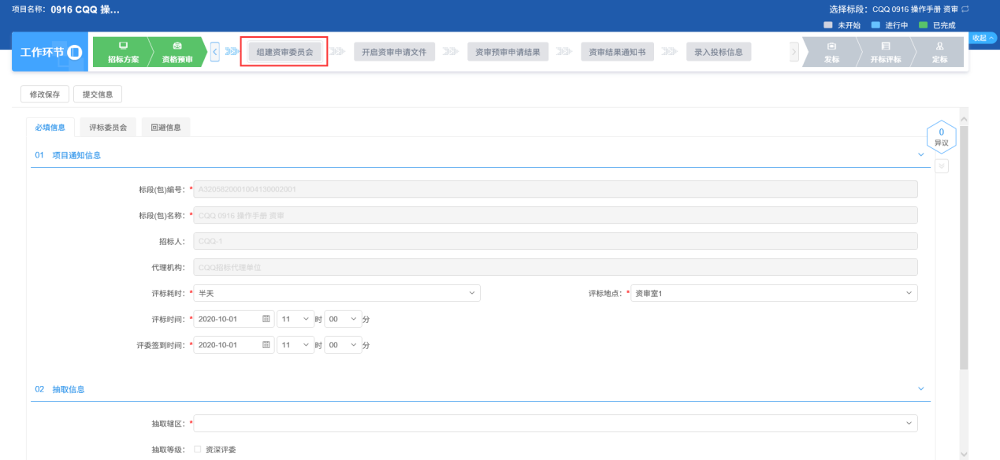 项目名称: 0916 CQQ 操...
选择标段: CQQ 0916 操作手册 资审
未开始 进行中 已完成
收起
工作环节
招标方案 资格预审
组建资审委员会 开启资审申请文件 资审预审申请结果 资审结果通知书 录入投标信息
发标 开标评标 定标
修改保存 提交信息
必填信息 评标委员会 回避信息
0
异议
01 项目通知信息
标段(包)编号: * A3205820001004130002001
标段(包)名称: * CQQ 0916 操作手册 资审
招标人: CQQ-1
代理机构: CQQ招标代理单位
评标耗时: * 半天 评标地点: * 资审室1
评标时间: * 2020-10-01 11 时 00 分
评委签到时间: * 2020-10-01 11 时 00 分
02 抽取信息
抽取辖区: *
抽取等级: 资深评委